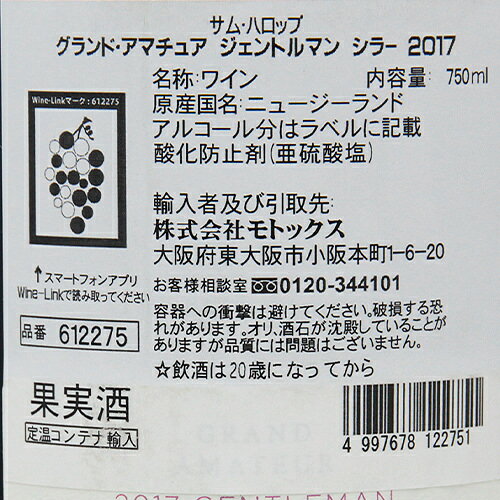 サム・ハロップ
グランド・アマチュア ジェントルマン シラー 2017
Wine-Linkマーク:612275
名称:ワイン 内容量: 750ml
原産国名:ニュージーランド
アルコール分はラベルに記載
酸化防止剤(亜硫酸塩)
輸入者及び引取先:
株式会社モトックス
大阪府東大阪市小阪本町1-6-20
お客様相談室 0120-344101
↑スマートフォンアプリ
Wine-Linkで読み取ってください
品番 612275
容器への衝撃は避けてください。破損する恐
れがあります。オリ、酒石が沈殿していることが
ありますが品質には問題はございません。
☆飲酒は20歳になってから
果実酒
定温コンテナ輸入
4 997678 122751
GRAND
AMATEUR
2017 GENTLEMAN